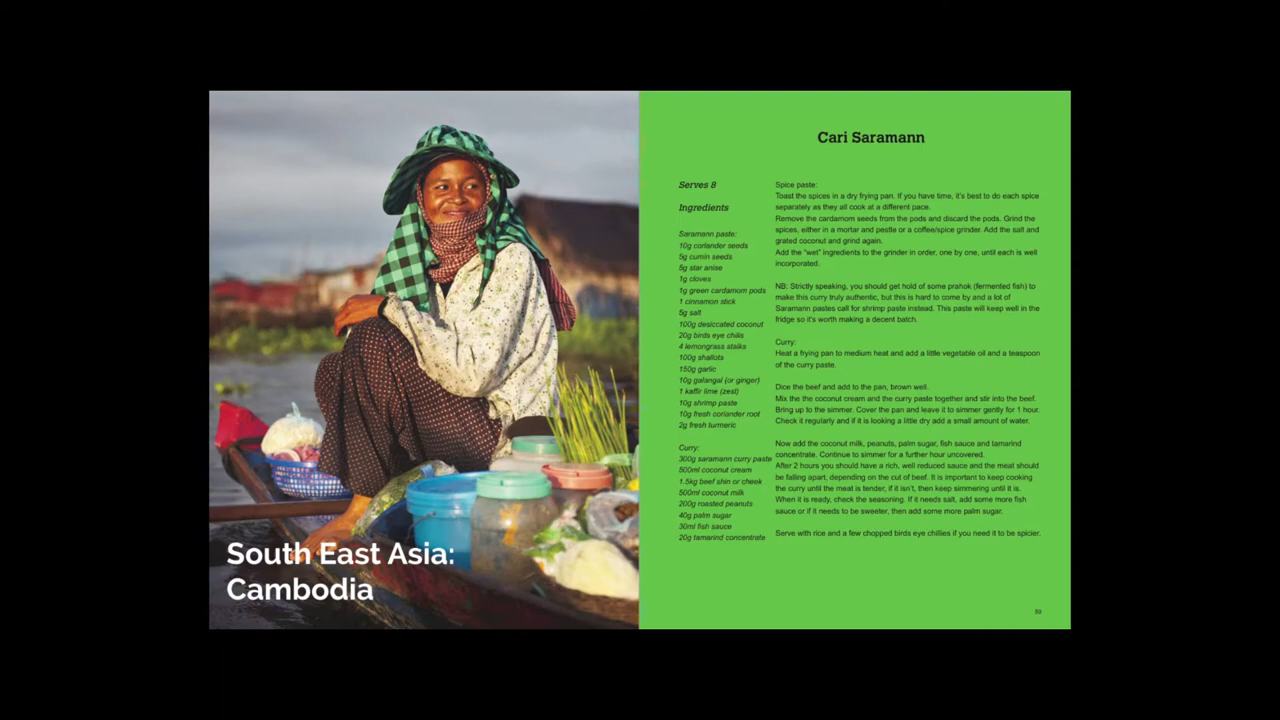 South East Asia:
Cambodia
Cari Saramann
Serves 8
Ingredients
Saramann paste:
10g coriander seeds
5g cumin seeds
5g star anise
1g cloves
1g green cardamom pods
1 cinnamon stick
5g salt
100g desiccated coconut
20g birds eye chilis
4 lemongrass stalks
100g shallots
150g garlic
10g galangal (or ginger)
1 kaffir lime (zest)
10g shrimp paste
10g fresh coriander root
2g fresh turmeric
Curry:
300g saramann curry paste
500ml coconut cream
1.5kg beef shin or cheek
500ml coconut milk
200g roasted peanuts
40g palm sugar
30ml fish sauce
20g tamarind concentrate
Spice paste:
Toast the spices in a dry frying pan. If you have time, it's best to do each spice
separately as they all cook at a different pace.
Remove the cardamom seeds from the pods and discard the pods. Grind the
spices, either in a mortar and pestle or a coffee/spice grinder. Add the salt and
grated coconut and grind again.
Add the "wet" ingredients to the grinder in order, one by one, until each is well
incorporated.
NB: Strictly speaking, you should get hold of some prahok (fermented fish) to
make this curry truly authentic, but this is hard to come by and a lot of
Saramann pastes call for shrimp paste instead. This paste will keep well in the
fridge so it's worth making a decent batch.
Curry:
Heat a frying pan to medium heat and add a little vegetable oil and a teaspoon
of the curry paste.
Dice the beef and add to the pan, brown well.
Mix the the coconut cream and the curry paste together and stir into the beef.
Bring up to the simmer. Cover the pan and leave it to simmer gently for 1 hour.
Check it regularly and if it is looking a little dry add a small amount of water.
Now add the coconut milk, peanuts, palm sugar, fish sauce and tamarind
concentrate. Continue to simmer for a further hour uncovered.
After 2 hours you should have a rich, well reduced sauce and the meat should
be falling apart, depending on the cut of beef. It is important to keep cooking
the curry until the meat is tender, if it isn't, then keep simmering until it is.
When it is ready, check the seasoning. If it needs salt, add some more fish
sauce or if it needs to be sweeter, then add some more palm sugar.
Serve with rice and a few chopped birds eye chillies if you need it to be spicier.
59